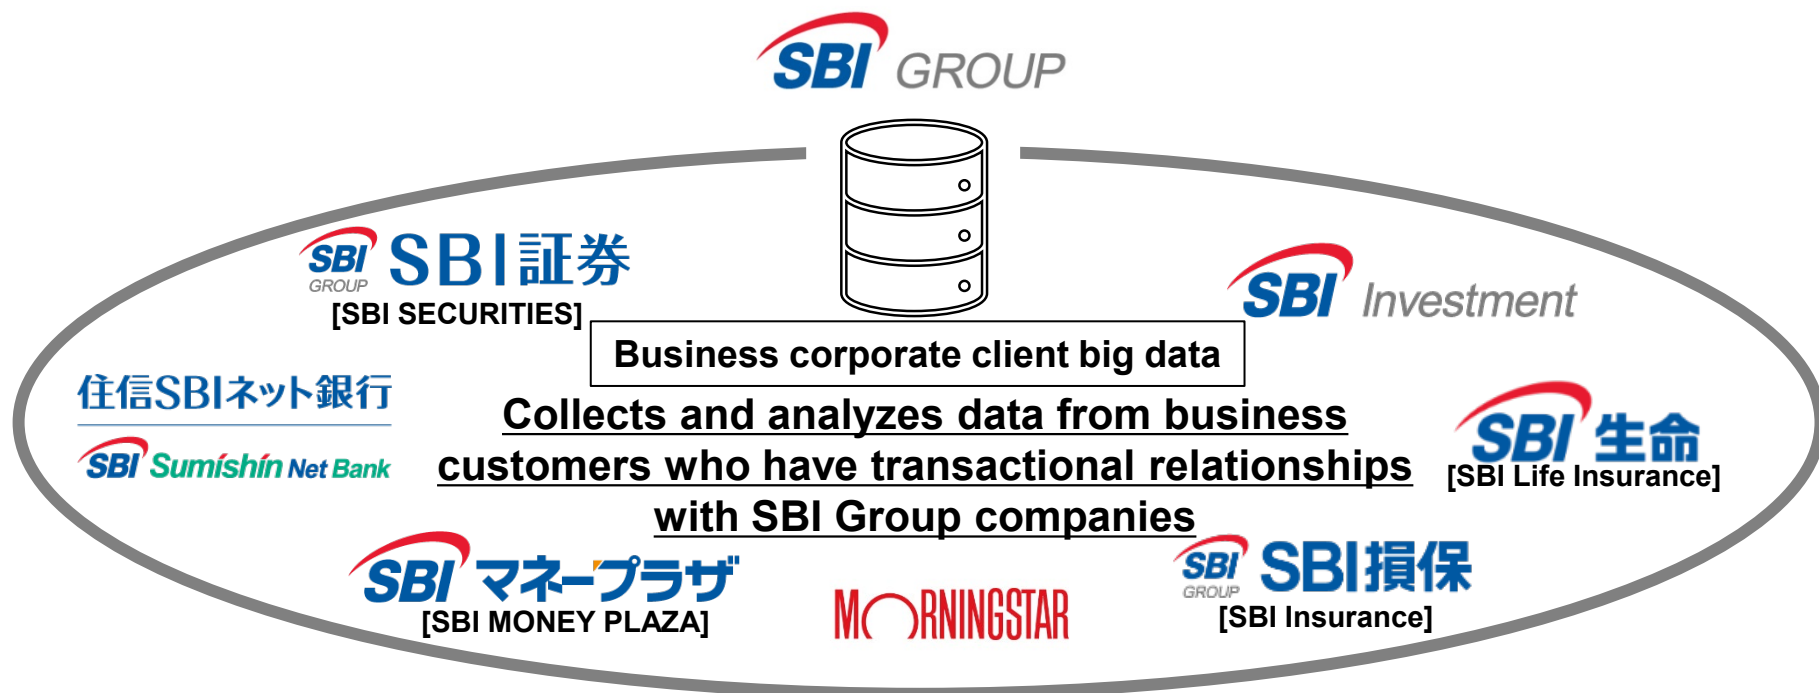 SBI GROUP
SBI GROUP SBI証券
[SBI SECURITIES]
SBI Investment
Business corporate client big data
住信SBIネット銀行
SBI Sumishin Net Bank
Collects and analyzes data from business
customers who have transactional relationships
with SBI Group companies
SBI生命
[SBI Life Insurance]
SBIマネープラザ
[SBI MONEY PLAZA]
MORNINGSTAR
SBI GROUP SBI損保
[SBI Insurance]